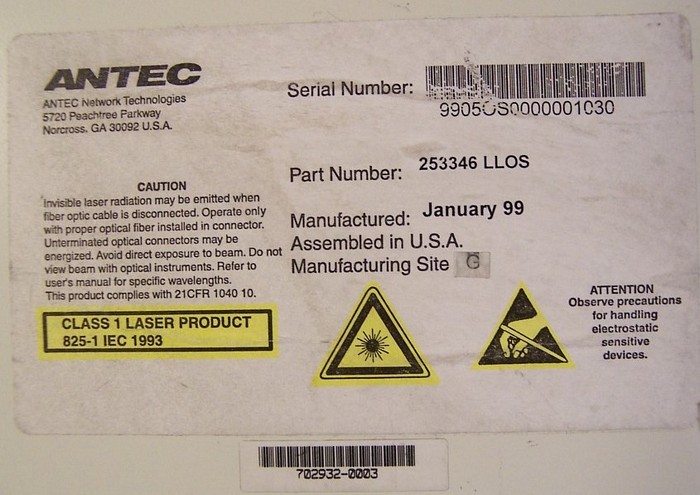 ANTEC
ANTEC Network Technologies
5720 Peachtree Parkway
Norcross, GA 30092 U.S.A.
Serial Number:
9905GS0000001030
Part Number: 253346 LLOS
Manufactured: January 99
Assembled in U.S.A.
Manufacturing Site G
CAUTION
Invisible laser radiation may be emitted when
fiber optic cable is disconnected. Operate only
with proper optical fiber installed in connector.
Unterminated optical connectors may be
energized. Avoid direct exposure to beam. Do not
view beam with optical instruments. Refer to
user's manual for specific wavelengths.
This product complies with 21CFR 1040 10.
CLASS 1 LASER PRODUCT
825-1 IEC 1993
ATTENTION
Observe precautions
for handling
electrostatic
sensitive
devices.
702932-0003